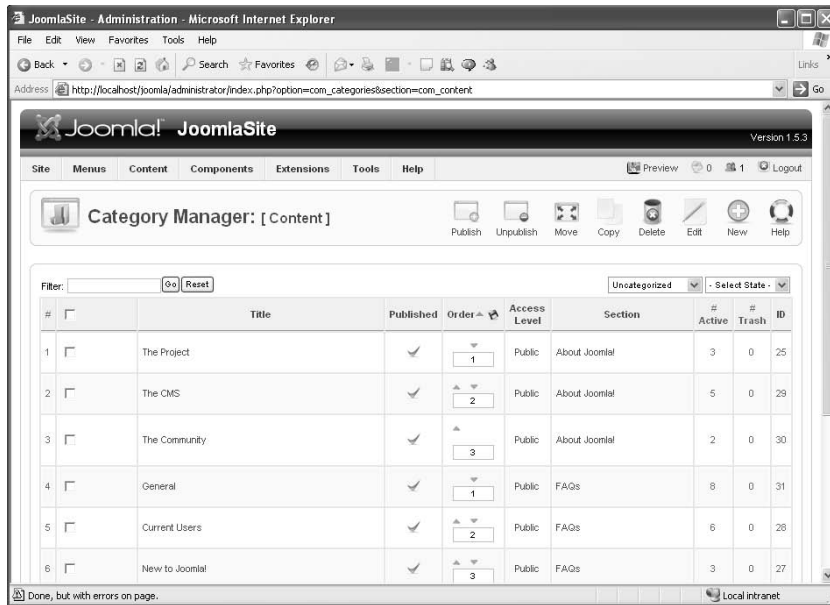 JoomlaSite - Administration - Microsoft Internet Explorer
File Edit View Favorites Tools Help
Back Search Favorites Links
Address http://localhost/joomla/administrator/index.php?option=com_categories&section=com_content Go
Joomla! JoomlaSite
Version 1.5.3
Site Menus Content Components Extensions Tools Help Preview 0 1 Logout
Category Manager: [ Content ]
Publish Unpublish Move Copy Delete Edit New Help
Filter: Go Reset Uncategorized - Select State -
# Title Published Order Access Level Section # Active # Trash ID
1 The Project 1 Public About Joomla! 3 0 25
2 The CMS 2 Public About Joomla! 5 0 29
3 The Community 3 Public About Joomla! 2 0 30
4 General 1 Public FAQs 8 0 31
5 Current Users 2 Public FAQs 6 0 28
6 New to Joomla! 3 Public FAQs 3 0 27
Done, but with errors on page. Local intranet